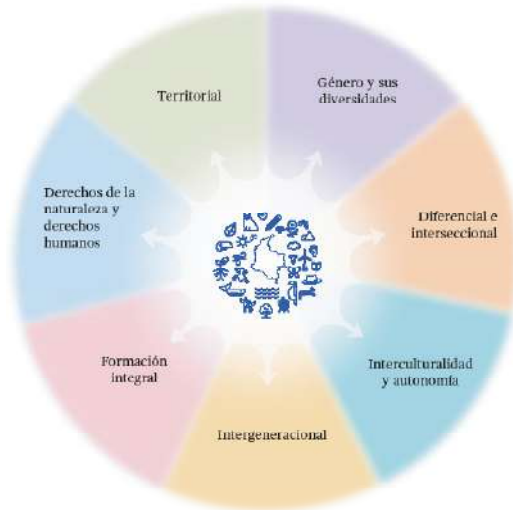 Territorial
Género y sus
diversidades
Derechos de la
naturaleza y
derechos
humanos
Diferencial e
interseccional
Formación
integral
Interculturalidad
y autonomía
Intergeneracional